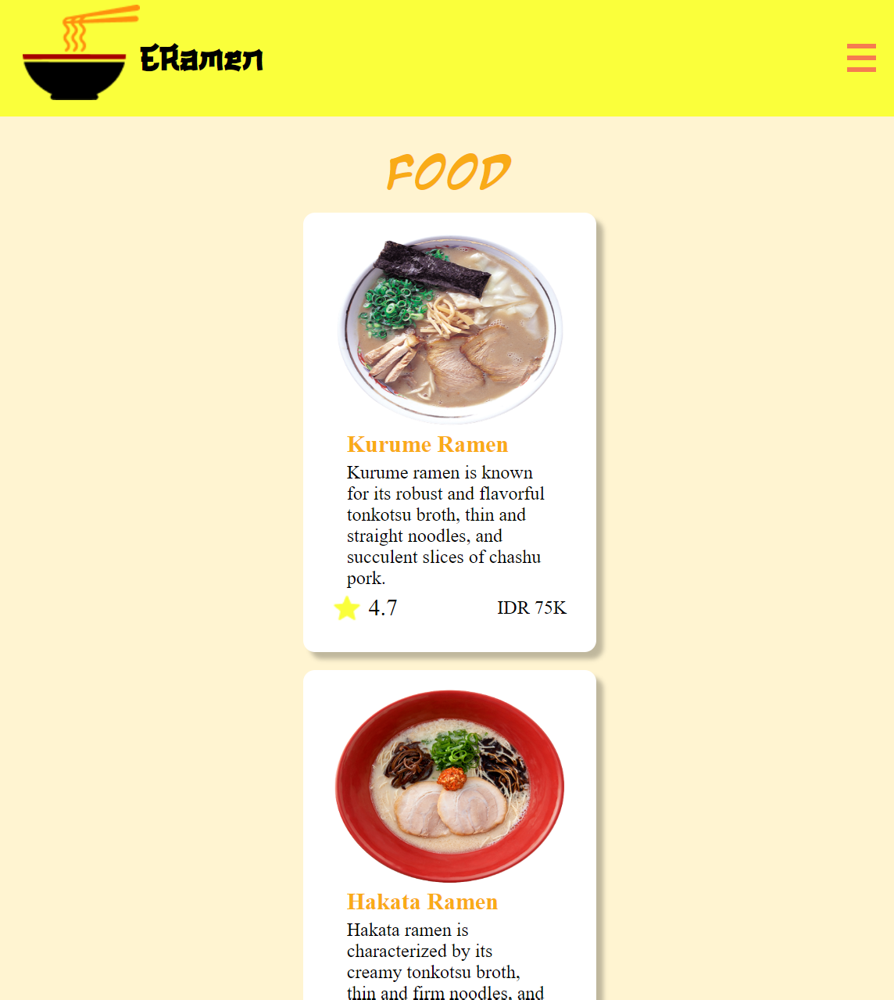 ERamen
FOOD
Kurume Ramen
Kurume ramen is known
for its robust and flavorful
tonkotsu broth, thin and
straight noodles, and
succulent slices of chashu
pork.
4.7 IDR 75K
Hakata Ramen
Hakata ramen is
characterized by its
creamy tonkotsu broth,
thin and firm noodles, and